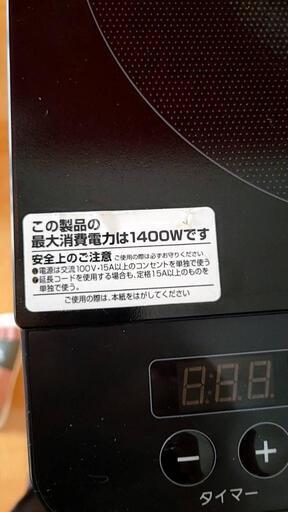 この製品の
最大消費電力は1400Wです
安全上のご注意 ご使用の際は必ずお守りください
●電源は交流100V・15A以上のコンセントを単独で使う
●延長コードを使用する場合も、定格15A以上のものを
単独で使う
ご使用の際は、本紙をはがしてください
− +
タイマー